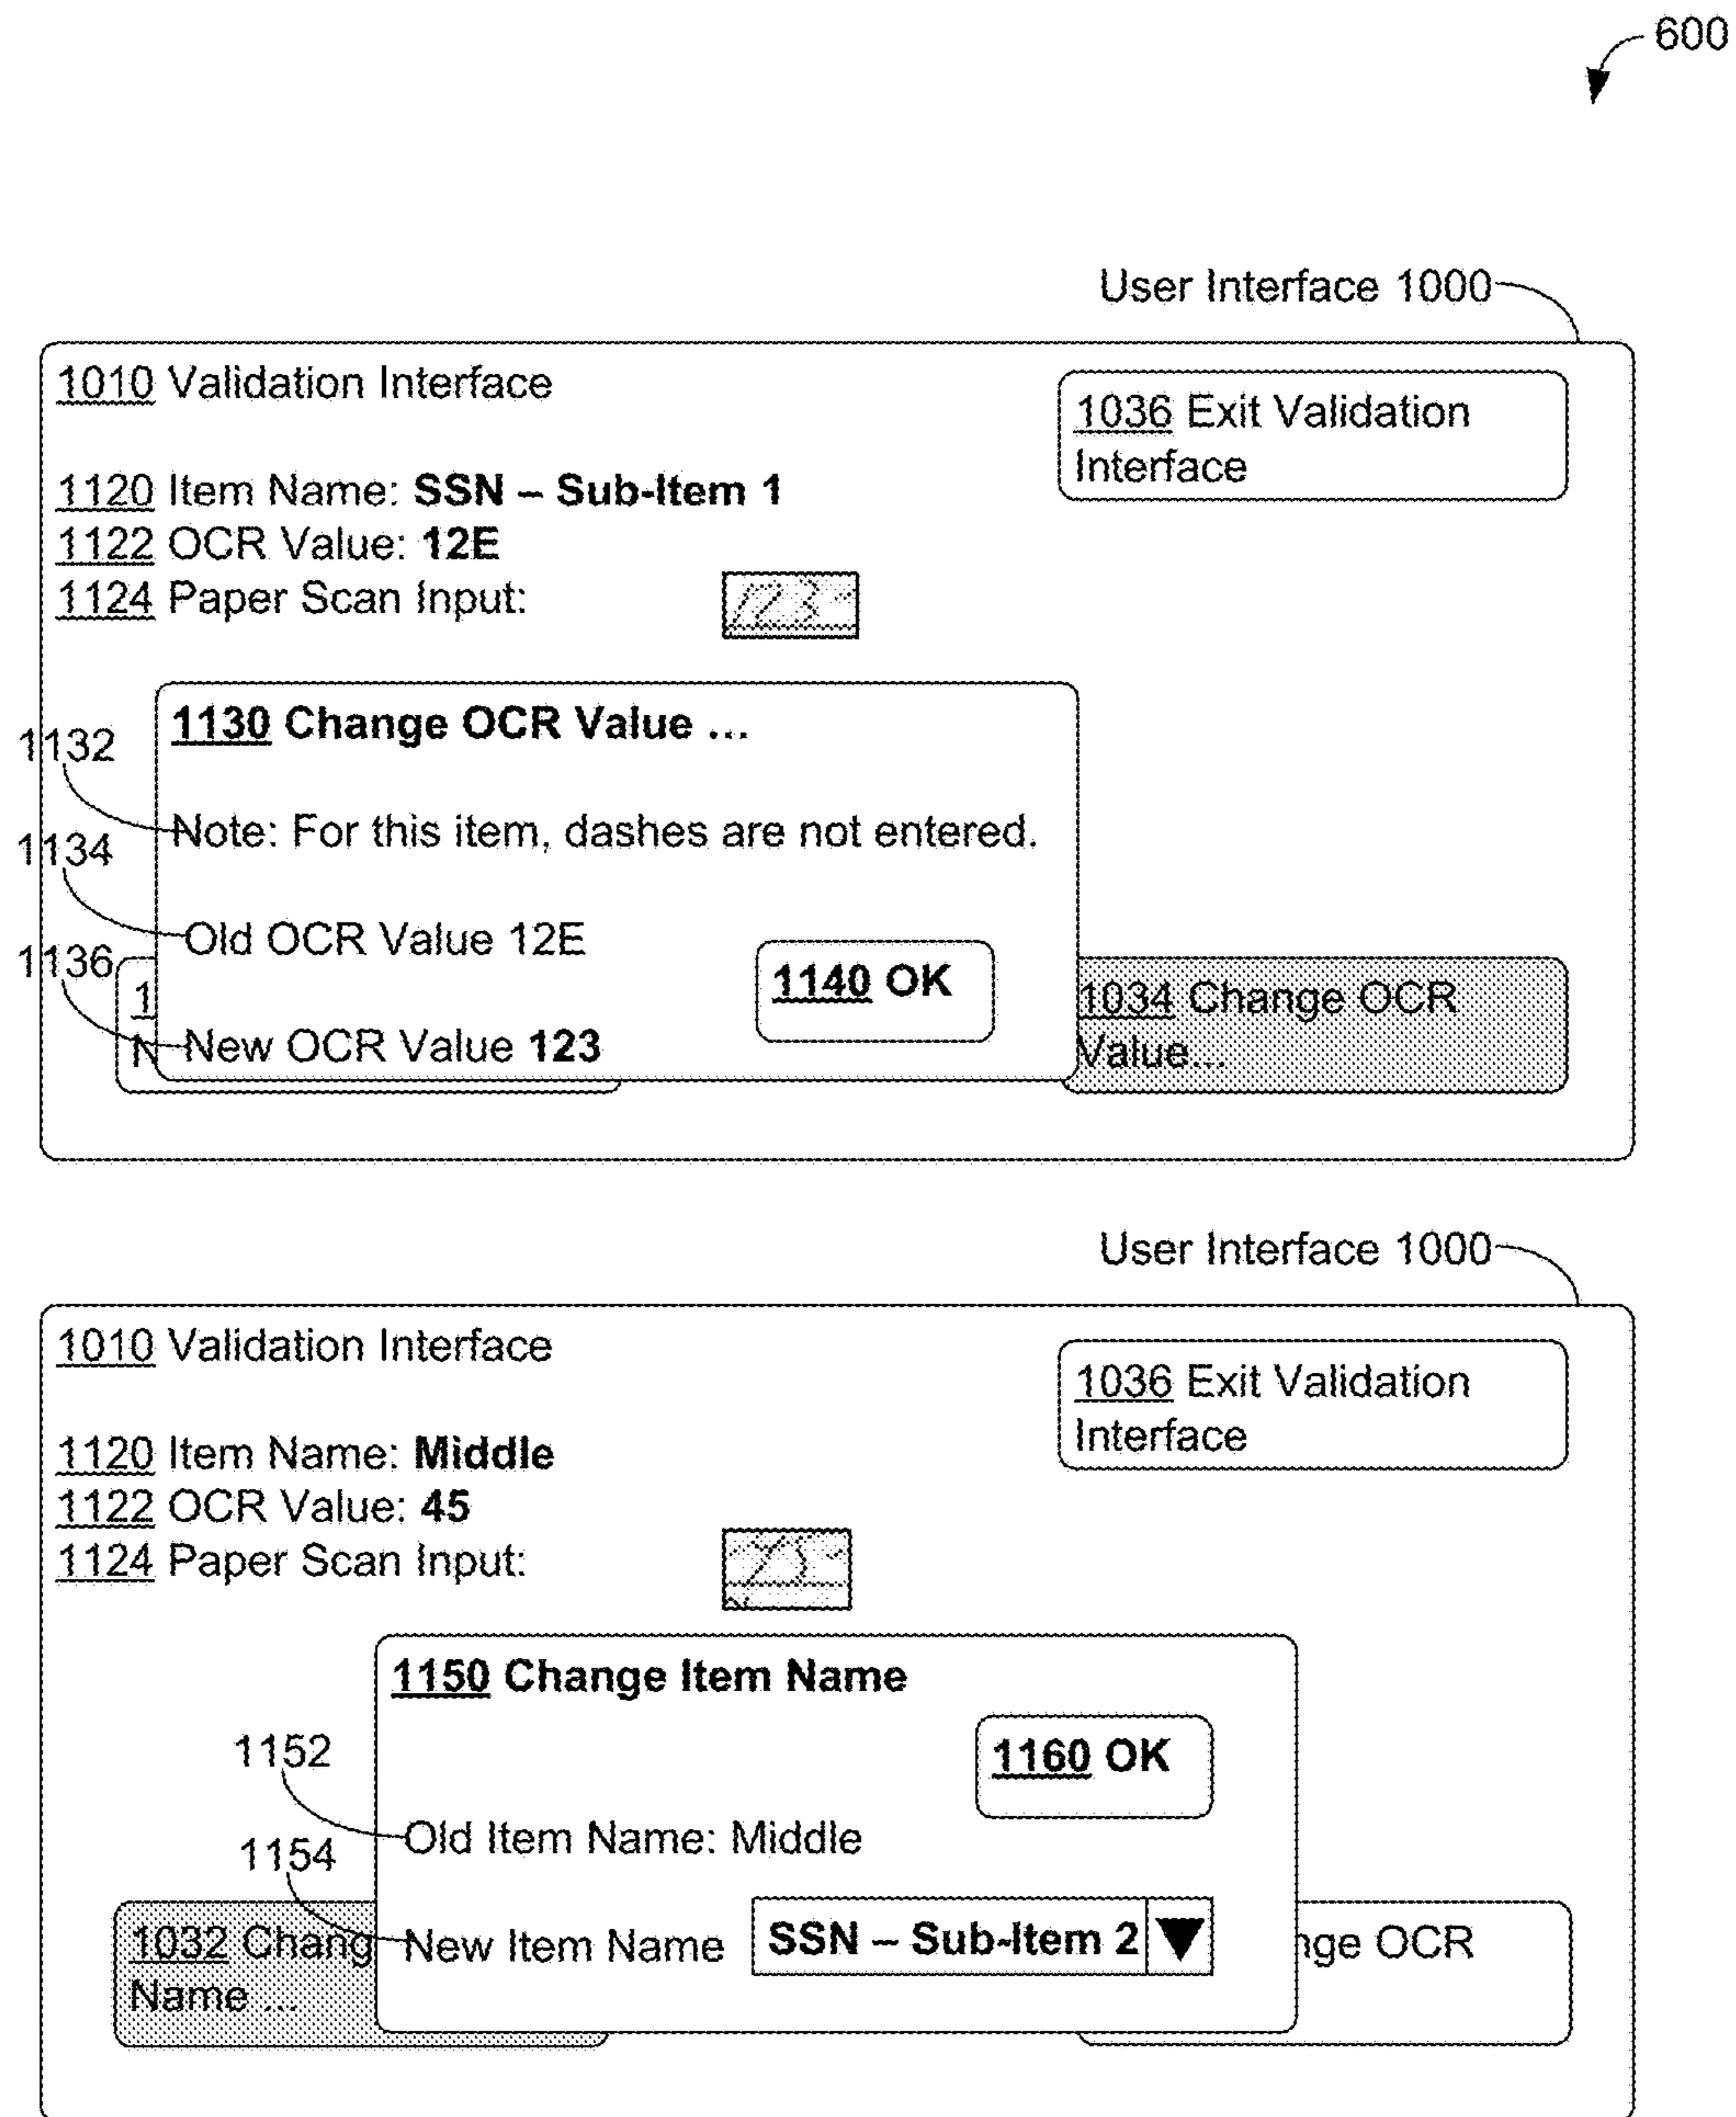 600
User Interface 1000
1010 Validation Interface
1036 Exit Validation
Interface
1120 Item Name: SSN – Sub-Item 1
1122 OCR Value: 12E
1124 Paper Scan Input:
123-
1130 Change OCR Value ...
1132
Note: For this item, dashes are not entered.
1134
Old OCR Value 12E
1136
1140 OK
1
N
New OCR Value 123
1034 Change OCR
Value...
User Interface 1000
1010 Validation Interface
1036 Exit Validation
Interface
1120 Item Name: Middle
1122 OCR Value: 45
1124 Paper Scan Input:
1150 Change Item Name
1160 OK
1152
Old Item Name: Middle
1154
1032 Chang
Name ...
New Item Name SSN – Sub-Item 2
nge OCR